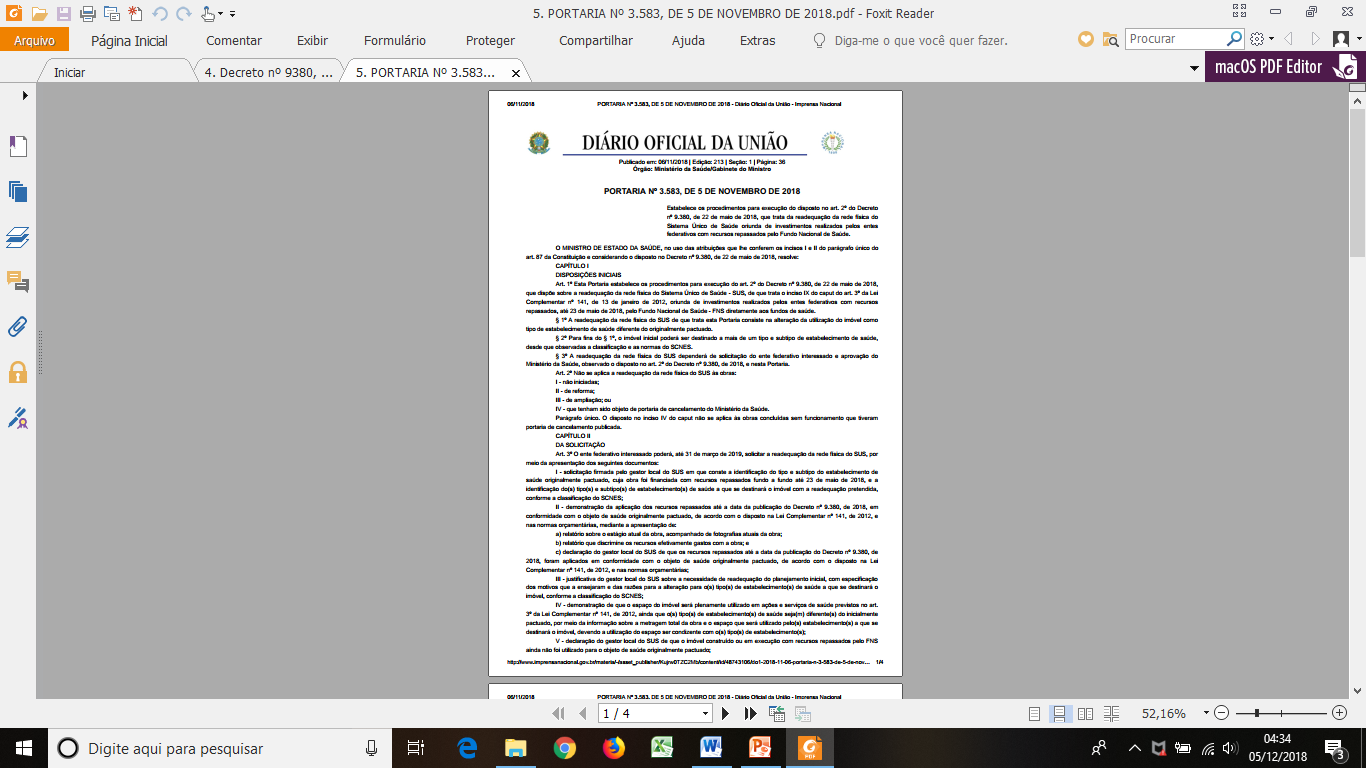 5. PORTARIA Nº 3.583, DE 5 DE NOVEMBRO DE 2018.pdf - Foxit Reader
Arquivo Página Inicial Comentar Exibir Formulário Proteger Compartilhar Ajuda Extras Diga-me o que você quer fazer. Procurar
Iniciar 4. Decreto nº 9380, ... 5. PORTARIA Nº 3.583... macOS PDF Editor
06/11/2018 PORTARIA Nº 3.583, DE 5 DE NOVEMBRO DE 2018 - Diário Oficial da União - Imprensa Nacional
DIÁRIO OFICIAL DA UNIÃO
Publicado em: 06/11/2018 | Edição: 213 | Seção: 1 | Página: 36
Órgão: Ministério da Saúde/Gabinete do Ministro
PORTARIA Nº 3.583, DE 5 DE NOVEMBRO DE 2018
Estabelece os procedimentos para execução do disposto no art. 2º do Decreto
nº 9.380, de 22 de maio de 2018, que trata da readequação da rede física do
Sistema Único de Saúde oriunda de investimentos realizados pelos entes
federativos com recursos repassados pelo Fundo Nacional de Saúde.
O MINISTRO DE ESTADO DA SAÚDE, no uso das atribuições que lhe conferem os incisos I e II do parágrafo único do
art. 87 da Constituição e considerando o disposto no Decreto nº 9.380, de 22 de maio de 2018, resolve:
CAPÍTULO I
DISPOSIÇÕES INICIAIS
Art. 1º Esta Portaria estabelece os procedimentos para execução do art. 2º do Decreto nº 9.380, de 22 de maio de 2018,
que dispõe sobre a readequação da rede física do Sistema Único de Saúde - SUS, de que trata o inciso IX do caput do art. 3º da Lei
Complementar nº 141, de 13 de janeiro de 2012, oriunda de investimentos realizados pelos entes federativos com recursos
repassados, até 23 de maio de 2018, pelo Fundo Nacional de Saúde - FNS diretamente aos fundos de saúde.
§ 1º A readequação da rede física do SUS de que trata esta Portaria consiste na alteração da utilização do imóvel como
tipo de estabelecimento de saúde diferente do originalmente pactuado.
§ 2º Para fins do § 1º, o imóvel inicial poderá ser destinado a mais de um tipo e subtipo de estabelecimento de saúde,
desde que observadas a classificação e as normas do SCNES.
§ 3º A readequação da rede física do SUS dependerá de solicitação do ente federativo interessado e aprovação do
Ministério da Saúde, observado o disposto no art. 2º do Decreto nº 9.380, de 2018, e nesta Portaria.
Art. 2º Não se aplica a readequação da rede física do SUS às obras:
I - não iniciadas;
II - de reforma;
III - de ampliação; ou
IV - que tenham sido objeto de portaria de cancelamento do Ministério da Saúde.
Parágrafo único. O disposto no inciso IV do caput não se aplica às obras concluídas sem funcionamento que tiveram
portaria de cancelamento publicada.
CAPÍTULO II
DA SOLICITAÇÃO
Art. 3º O ente federativo interessado poderá, até 31 de março de 2019, solicitar a readequação da rede física do SUS, por
meio da apresentação dos seguintes documentos:
I - solicitação firmada pelo gestor local do SUS em que conste a identificação do tipo e subtipo do estabelecimento de
saúde originalmente pactuado, cuja obra foi financiada com recursos repassados fundo a fundo até 23 de maio de 2018, e a
identificação do(s) tipo(s) e subtipo(s) de estabelecimento(s) de saúde a que se destinará o imóvel com a readequação pretendida,
conforme a classificação do SCNES;
II - demonstração da aplicação dos recursos repassados até a data da publicação do Decreto nº 9.380, de 2018, em
conformidade com o objeto de saúde originalmente pactuado, de acordo com o disposto na Lei Complementar nº 141, de 2012, e
nas normas orçamentárias, mediante a apresentação de:
a) relatório sobre o estágio atual da obra, acompanhado de fotografias atuais da obra;
b) relatório que discrimine os recursos efetivamente gastos com a obra; e
c) declaração do gestor local do SUS de que os recursos repassados até a data da publicação do Decreto nº 9.380, de
2018, foram aplicados em conformidade com o objeto de saúde originalmente pactuado, de acordo com o disposto na Lei
Complementar nº 141, de 2012, e nas normas orçamentárias;
III - justificativa do gestor local do SUS sobre a necessidade de readequação do planejamento inicial, com especificação
dos motivos que a ensejaram e das razões para a alteração para o(s) tipo(s) de estabelecimento(s) de saúde a que se destinará o
imóvel, conforme a classificação do SCNES;
IV - demonstração de que o espaço do imóvel será plenamente utilizado em ações e serviços de saúde previstos no art.
3º da Lei Complementar nº 141, de 2012, ainda que o(s) tipo(s) de estabelecimento(s) de saúde seja(m) diferente(s) do inicialmente
pactuado, por meio da informação sobre a metragem total da obra e o espaço que será utilizado pelo(s) estabelecimento(s) a que se
destinará o imóvel, devendo a utilização do espaço ser condizente com o(s) tipo(s) de estabelecimento(s);
V - declaração do gestor local do SUS de que o imóvel construído ou em execução com recursos repassados pelo FNS
ainda não foi utilizado para o objeto de saúde originalmente pactuado;
http://www.imprensanacional.gov.br/materia/-/asset_publisher/Kujrw0TZC2Mb/content/id/48743106/do1-2018-11-06-portaria-n-3-583-de-5-de-nov... 1/4
06/11/2018 PORTARIA Nº 3.583, DE 5 DE NOVEMBRO DE 2018 - Diário Oficial da União - Imprensa Nacional
1 / 4 52,16%
Digite aqui para pesquisar 04:34
05/12/2018 3